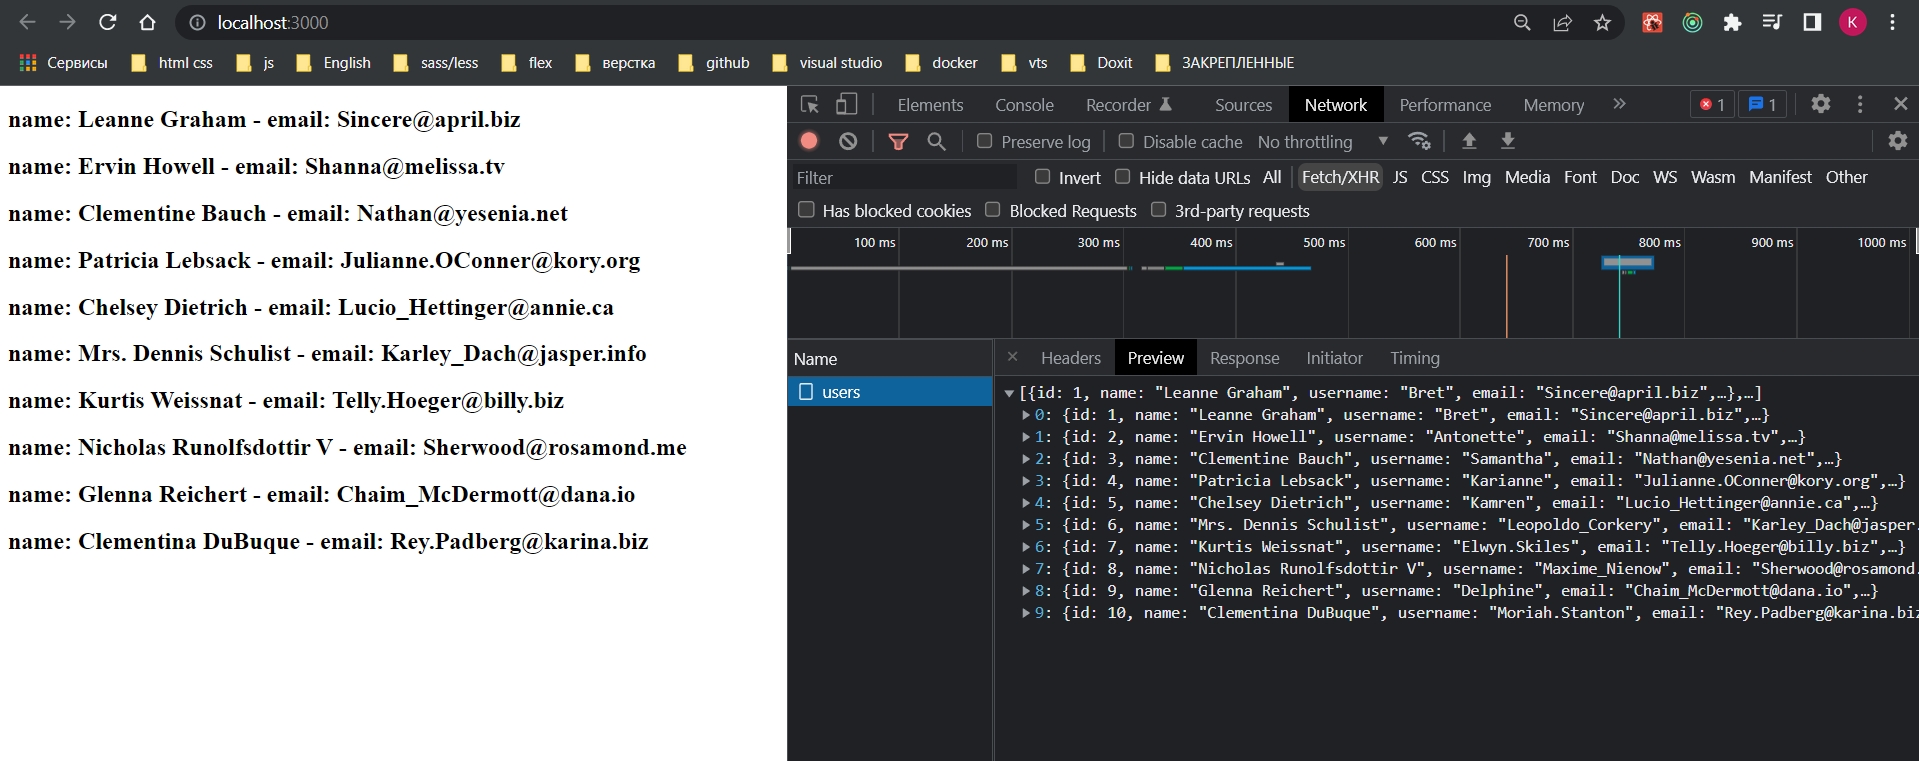 localhost:3000
K
Сервисы html css js English sass/less flex верстка github visual studio docker vts Doxit ЗАКРЕПЛЕННЫЕ
name: Leanne Graham - email: Sincere@april.biz
name: Ervin Howell - email: Shanna@melissa.tv
name: Clementine Bauch - email: Nathan@yesenia.net
name: Patricia Lebsack - email: Julianne.OConner@kory.org
name: Chelsey Dietrich - email: Lucio_Hettinger@annie.ca
name: Mrs. Dennis Schulist - email: Karley_Dach@jasper.info
name: Kurtis Weissnat - email: Telly.Hoeger@billy.biz
name: Nicholas Runolfsdottir V - email: Sherwood@rosamond.me
name: Glenna Reichert - email: Chaim_McDermott@dana.io
name: Clementina DuBuque - email: Rey.Padberg@karina.biz
Elements Console Recorder Sources Network Performance Memory » 1 1
Preserve log Disable cache No throttling
Filter Invert Hide data URLs All Fetch/XHR JS CSS Img Media Font Doc WS Wasm Manifest Other
Has blocked cookies Blocked Requests 3rd-party requests
100 ms 200 ms 300 ms 400 ms 500 ms 600 ms 700 ms 800 ms 900 ms 1000 ms
Name
users
Headers Preview Response Initiator Timing
[{id: 1, name: "Leanne Graham", username: "Bret", email: "Sincere@april.biz",…},…]
0: {id: 1, name: "Leanne Graham", username: "Bret", email: "Sincere@april.biz",…}
1: {id: 2, name: "Ervin Howell", username: "Antonette", email: "Shanna@melissa.tv",…}
2: {id: 3, name: "Clementine Bauch", username: "Samantha", email: "Nathan@yesenia.net",…}
3: {id: 4, name: "Patricia Lebsack", username: "Karianne", email: "Julianne.OConner@kory.org",…}
4: {id: 5, name: "Chelsey Dietrich", username: "Kamren", email: "Lucio_Hettinger@annie.ca",…}
5: {id: 6, name: "Mrs. Dennis Schulist", username: "Leopoldo_Corkery", email: "Karley_Dach@jasper.
6: {id: 7, name: "Kurtis Weissnat", username: "Elwyn.Skiles", email: "Telly.Hoeger@billy.biz",…}
7: {id: 8, name: "Nicholas Runolfsdottir V", username: "Maxime_Nienow", email: "Sherwood@rosamond.
8: {id: 9, name: "Glenna Reichert", username: "Delphine", email: "Chaim_McDermott@dana.io",…}
9: {id: 10, name: "Clementina DuBuque", username: "Moriah.Stanton", email: "Rey.Padberg@karina.biz